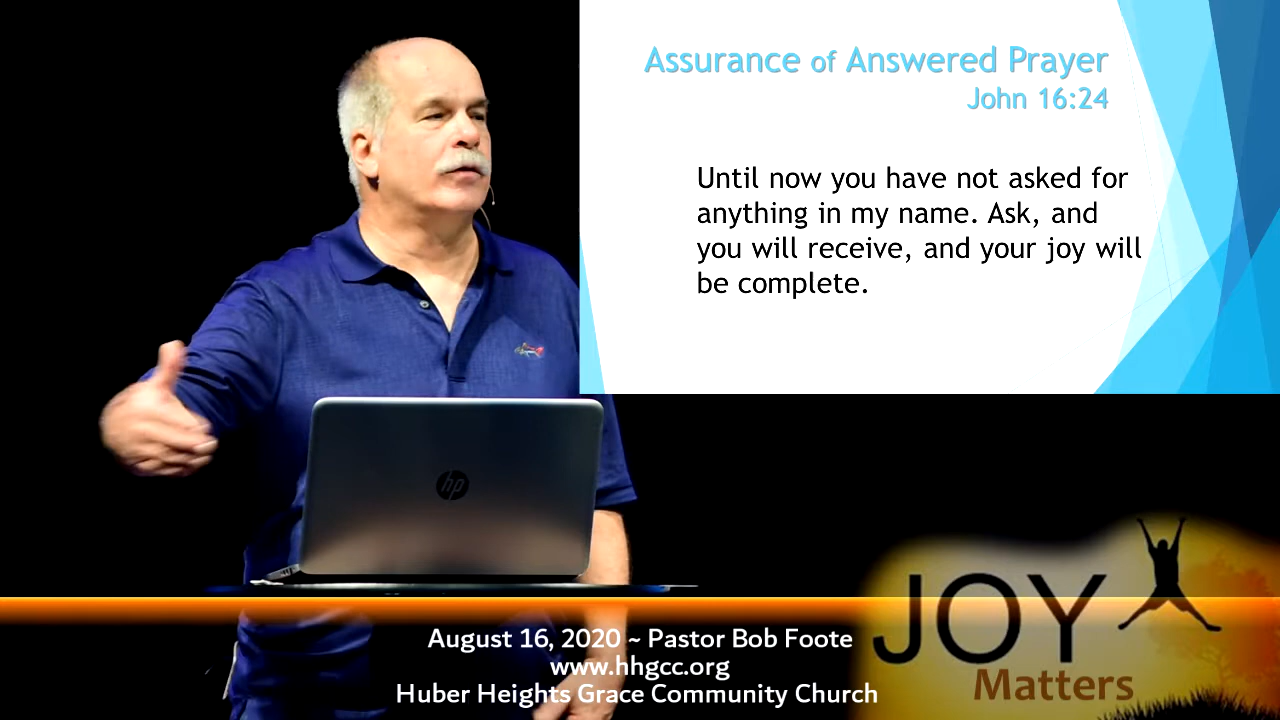 Assurance of Answered Prayer
John 16:24
Until now you have not asked for
anything in my name. Ask, and
you will receive, and your joy will
be complete.
hp
JOY
Matters
August 16, 2020 ~ Pastor Bob Foote
www.hhgcc.org
Huber Heights Grace Community Church